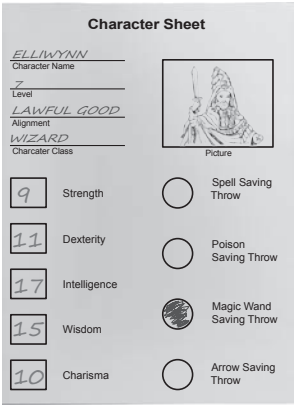 Character Sheet
ELLIWYNN
Character Name
7
Level
LAWFUL GOOD
Alignment
WIZARD
Charcater Class
Picture
9 Strength
Spell Saving
Throw
11 Dexterity
Poison
Saving Throw
17 Intelligence
Magic Wand
Saving Throw
15 Wisdom
10 Charisma
Arrow Saving
Throw